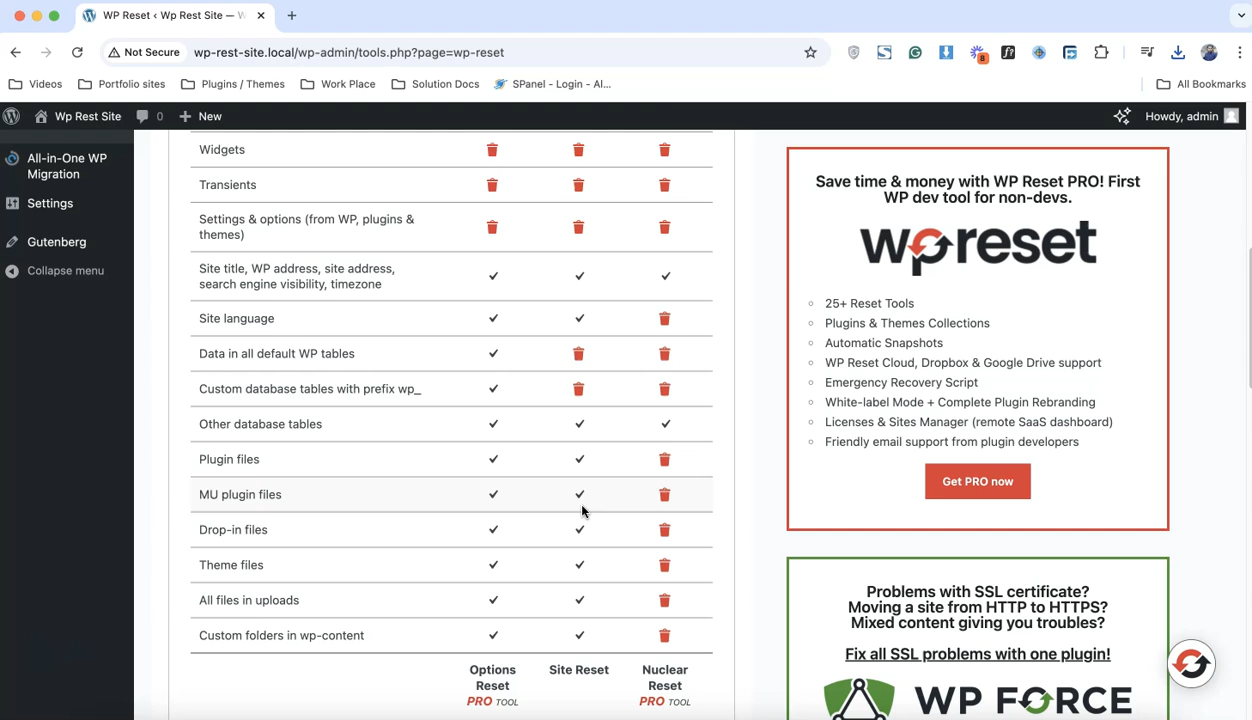 WP Reset ‹ Wp Rest Site — W
Not Secure
wp-rest-site.local/wp-admin/tools.php?page=wp-reset
8
Videos
Portfolio sites
Plugins / Themes
Work Place
Solution Docs
SPanel - Login - Al...
All Bookmarks
Wp Rest Site
0
New
Howdy, admin
All-in-One WP
Migration
Settings
Gutenberg
Collapse menu
Widgets
Transients
Settings & options (from WP, plugins &
themes)
Site title, WP address, site address,
search engine visibility, timezone
Site language
Data in all default WP tables
Custom database tables with prefix wp_
Other database tables
Plugin files
MU plugin files
Drop-in files
Theme files
All files in uploads
Custom folders in wp-content
Options
Reset
PRO TOOL
Site Reset
Nuclear
Reset
PRO TOOL
Save time & money with WP Reset PRO! First
WP dev tool for non-devs.
wpreset
25+ Reset Tools
Plugins & Themes Collections
Automatic Snapshots
WP Reset Cloud, Dropbox & Google Drive support
Emergency Recovery Script
White-label Mode + Complete Plugin Rebranding
Licenses & Sites Manager (remote SaaS dashboard)
Friendly email support from plugin developers
Get PRO now
Problems with SSL certificate?
Moving a site from HTTP to HTTPS?
Mixed content giving you troubles?
Fix all SSL problems with one plugin!
WP FORCE